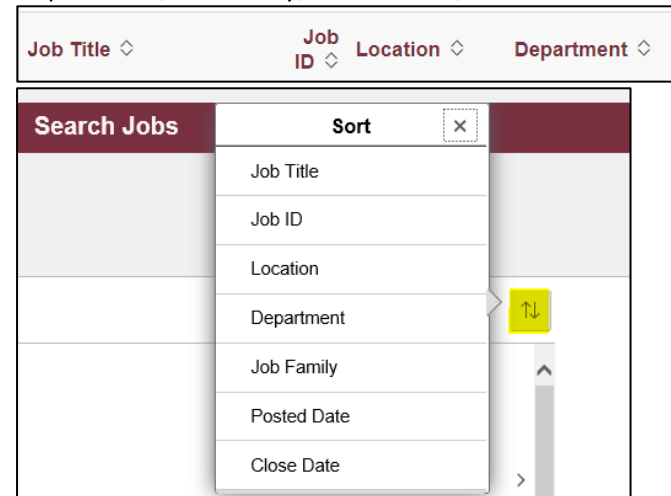 Job Title
Job
ID
Location
Department
Search Jobs
Sort
Job Title
Job ID
Location
Department
Job Family
Posted Date
Close Date